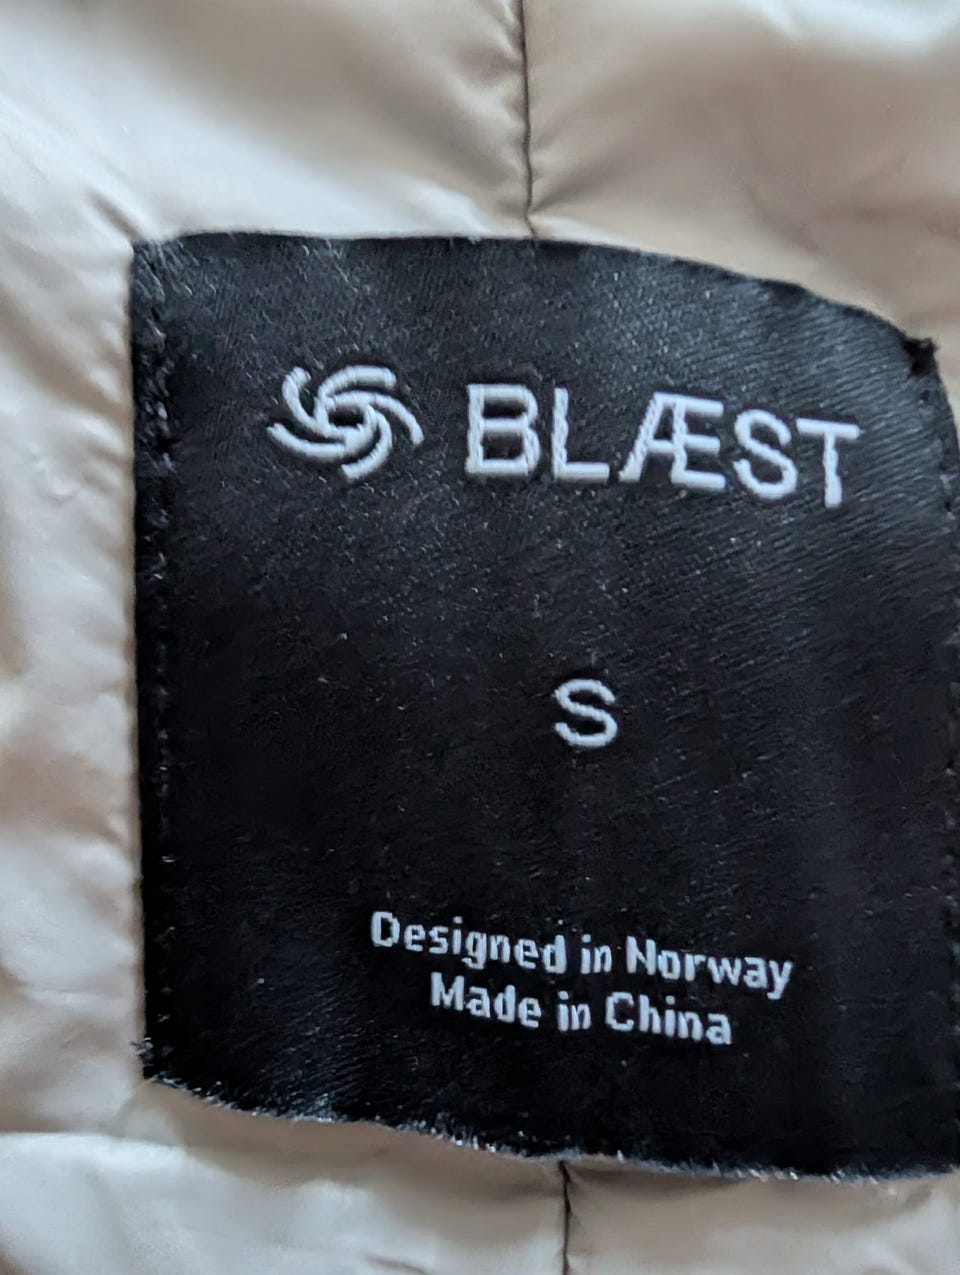 BLÆST
S
Designed in Norway
Made in China